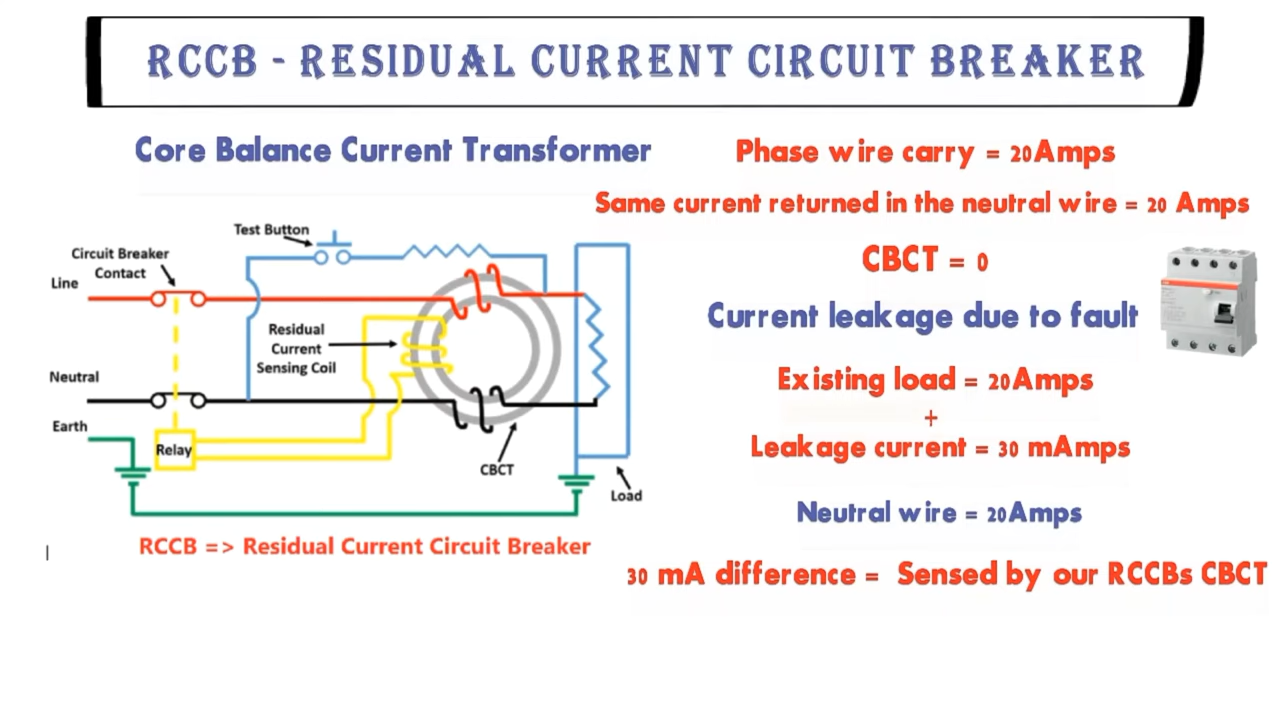 RCCB - RESIDUAL CURRENT CIRCUIT BREAKER
Core Balance Current Transformer
Test Button
Circuit Breaker
Contact
Line
Residual
Current
Sensing Coil
Neutral
Earth
Relay
CBCT
Load
RCCB => Residual Current Circuit Breaker
Phase wire carry = 20Amps
Same current returned in the neutral wire = 20 Amps
CBCT = 0
Current leakage due to fault
Existing load = 20Amps
+
Leakage current = 30 mAmps
Neutral wire = 20Amps
30 mA difference = Sensed by our RCCBs CBCT